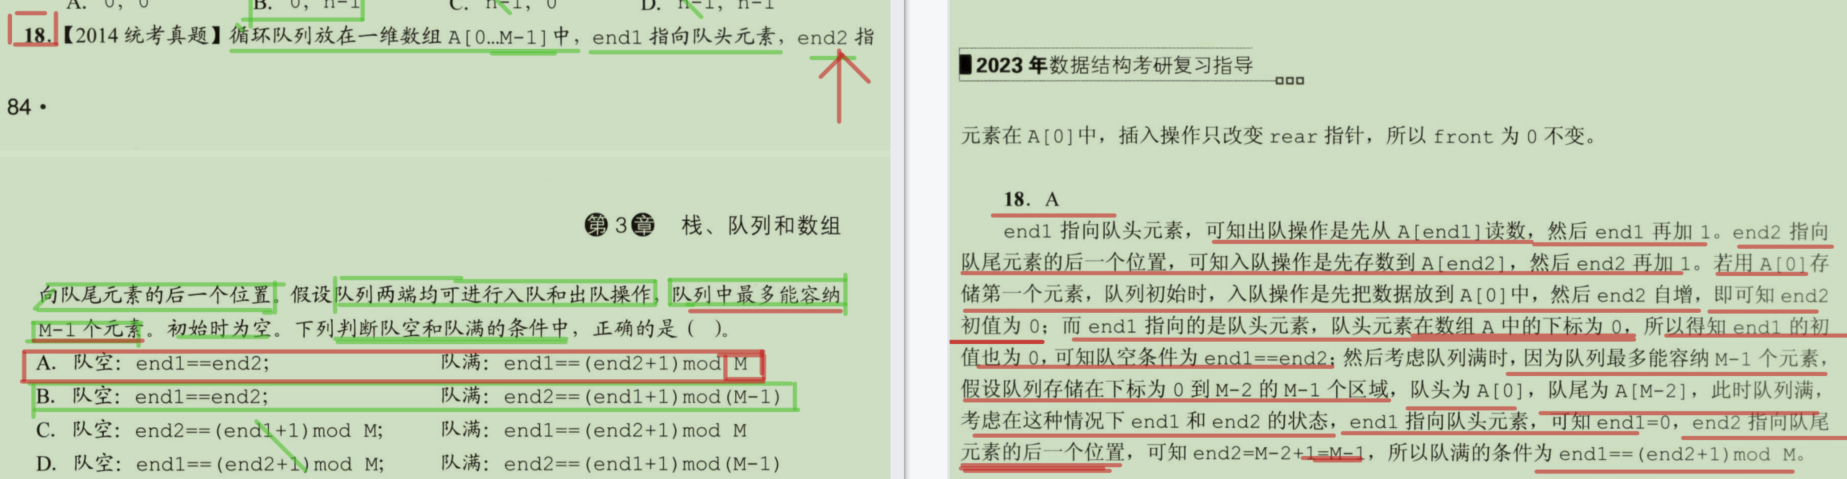 A. 0, 0 B. 0, n-1 C. n-1, 0 D. n-1, n-1
18.【2014 统考真题】循环队列放在一维数组 A[0…M-1]中，end1 指向队头元素，end2 指
84 •
第 3 章 栈、队列和数组
向队尾元素的后一个位置。假设队列两端均可进行入队和出队操作，队列中最多能容纳
M-1 个元素。初始时为空。下列判断队空和队满的条件中，正确的是（ ）。
A. 队空：end1==end2; 队满：end1==(end2+1)mod M
B. 队空：end1==end2; 队满：end2==(end1+1)mod(M-1)
C. 队空：end2==(end1+1)mod M; 队满：end1==(end2+1)mod M
D. 队空：end1==(end2+1)mod M; 队满：end2==(end1+1)mod(M-1)
2023 年数据结构考研复习指导
元素在 A[0]中，插入操作只改变 rear 指针，所以 front 为 0 不变。
18. A
end1 指向队头元素，可知出队操作是先从 A[end1]读数，然后 end1 再加 1。end2 指向
队尾元素的后一个位置，可知入队操作是先存数到 A[end2]，然后 end2 再加 1。若用 A[0]存
储第一个元素，队列初始时，入队操作是先把数据放到 A[0]中，然后 end2 自增，即可知 end2
初值为 0；而 end1 指向的是队头元素，队头元素在数组 A 中的下标为 0，所以得知 end1 的初
值也为 0，可知队空条件为 end1==end2；然后考虑队列满时，因为队列最多能容纳 M-1 个元素，
假设队列存储在下标为 0 到 M-2 的 M-1 个区域，队头为 A[0]，队尾为 A[M-2]，此时队列满，
考虑在这种情况下 end1 和 end2 的状态，end1 指向队头元素，可知 end1=0，end2 指向队尾
元素的后一个位置，可知 end2=M-2+1=M-1，所以队满的条件为 end1==(end2+1)mod M。